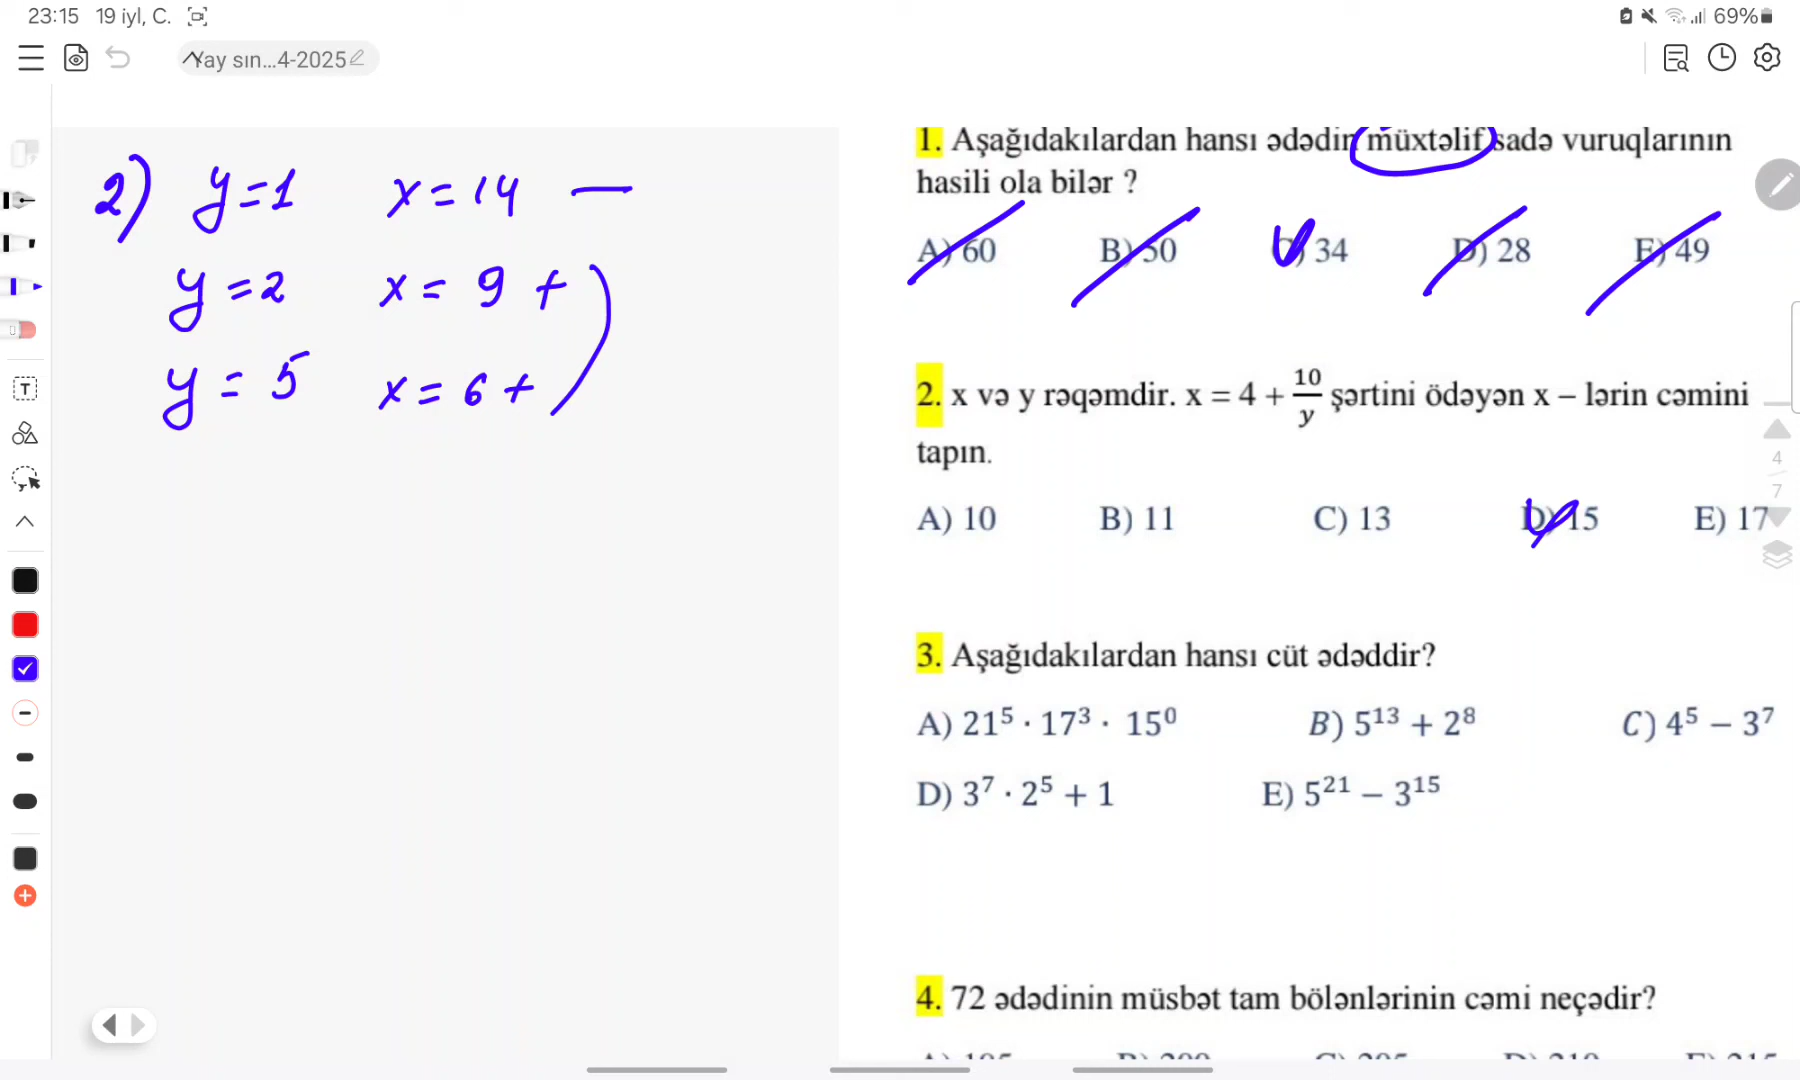 23:15 19 iyl, C.
69%
Yay sın...4-2025
2) y=1 x=14 —
y=2 x=9 +
y=5 x=6 +
1. Aşağıdakılardan hansı ədədin müxtəlif sadə vuruqlarının
hasili ola bilər ?
A) 60 B) 50 C) 34 D) 28 E) 49
2. x və y rəqəmdir. x = 4 + 10/y şərtini ödəyən x – lərin cəmini
tapın.
A) 10 B) 11 C) 13 D) 15 E) 17
4
7
3. Aşağıdakılardan hansı cüt ədəddir?
A) 21⁵ · 17³ · 15⁰ B) 5¹³ + 2⁸ C) 4⁵ − 3⁷
D) 3⁷ · 2⁵ + 1 E) 5²¹ − 3¹⁵
4. 72 ədədinin müsbət tam bölənlərinin cəmi neçədir?